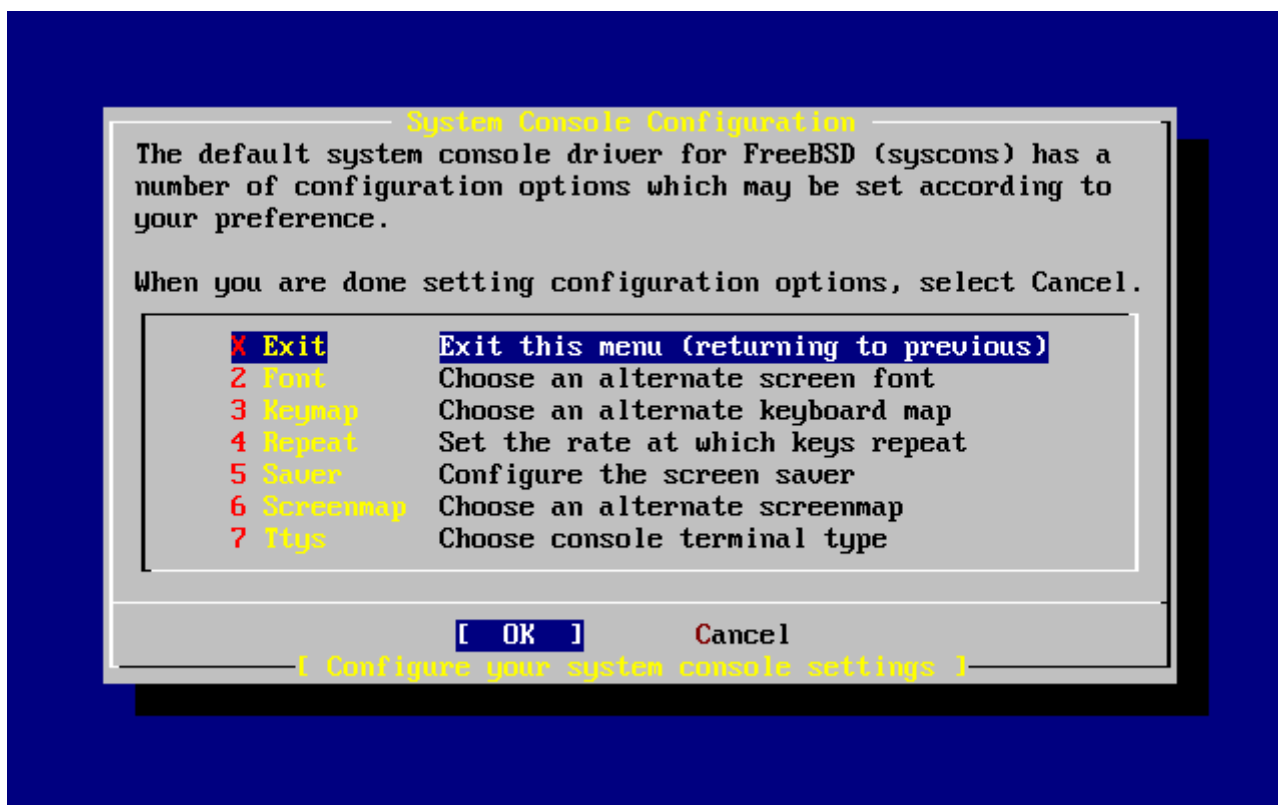 System Console Configuration
The default system console driver for FreeBSD (syscons) has a
number of configuration options which may be set according to
your preference.
When you are done setting configuration options, select Cancel.
X Exit Exit this menu (returning to previous)
2 Font Choose an alternate screen font
3 Keymap Choose an alternate keyboard map
4 Repeat Set the rate at which keys repeat
5 Saver Configure the screen saver
6 Screenmap Choose an alternate screenmap
7 Ttys Choose console terminal type
[ OK ] Cancel
[ Configure your system console settings ]